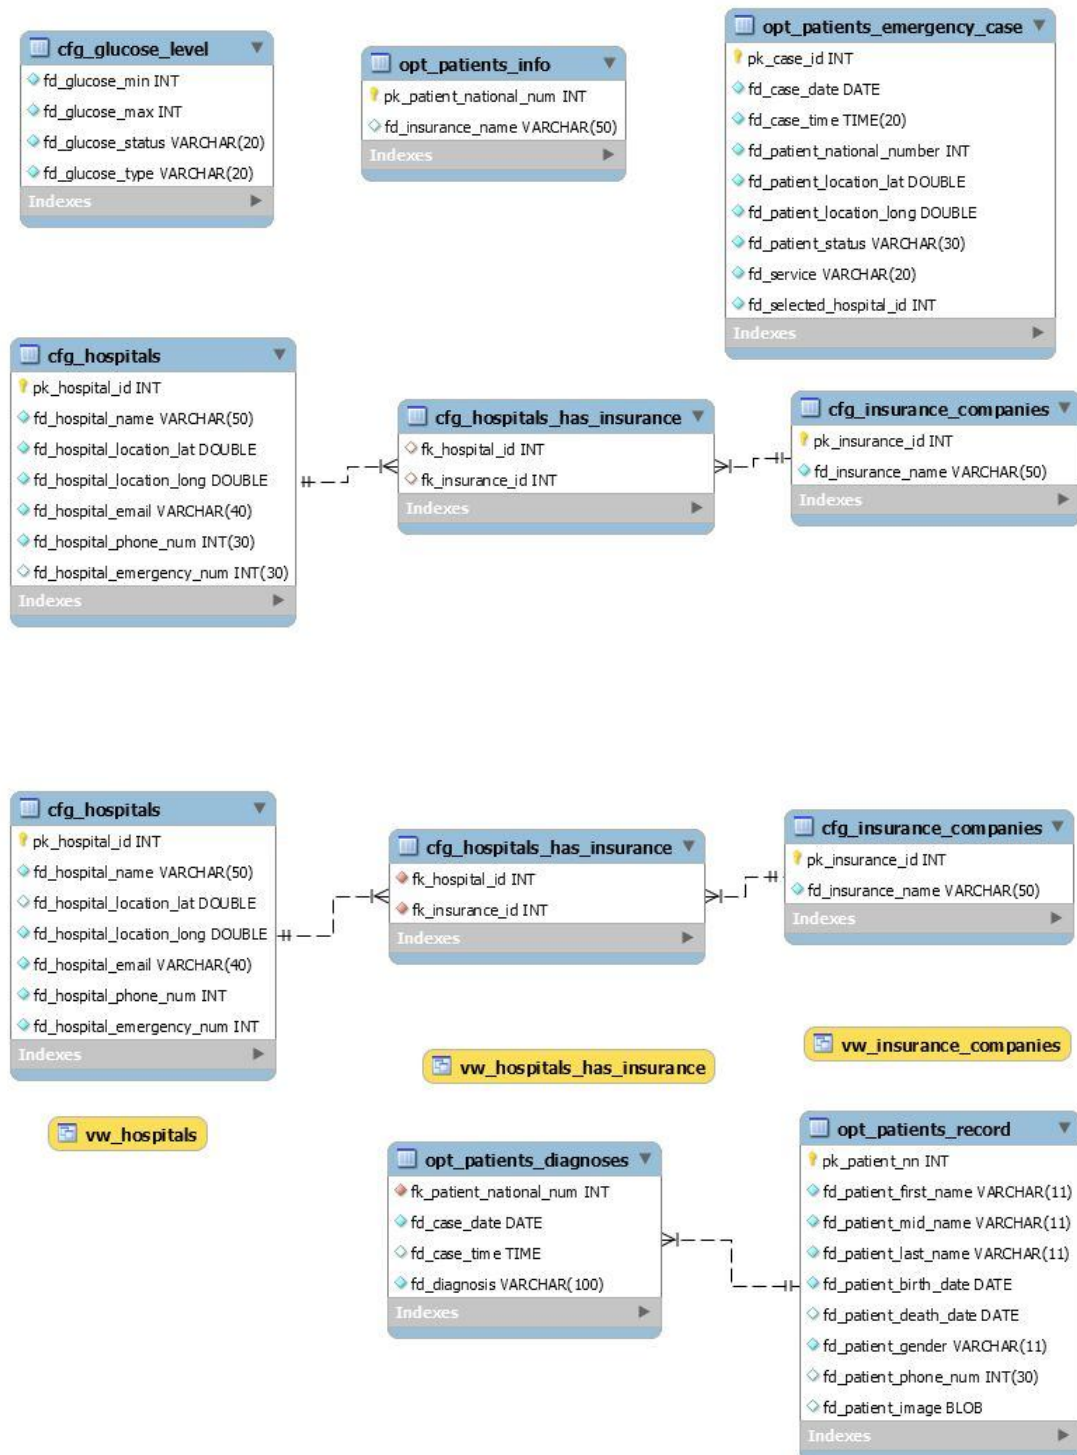 cfg_glucose_level
fd_glucose_min INT
fd_glucose_max INT
fd_glucose_status VARCHAR(20)
fd_glucose_type VARCHAR(20)
Indexes
opt_patients_info
pk_patient_national_num INT
fd_insurance_name VARCHAR(50)
Indexes
opt_patients_emergency_case
pk_case_id INT
fd_case_date DATE
fd_case_time TIME(20)
fd_patient_national_number INT
fd_patient_location_lat DOUBLE
fd_patient_location_long DOUBLE
fd_patient_status VARCHAR(30)
fd_service VARCHAR(20)
fd_selected_hospital_id INT
Indexes
cfg_hospitals
pk_hospital_id INT
fd_hospital_name VARCHAR(50)
fd_hospital_location_lat DOUBLE
fd_hospital_location_long DOUBLE
fd_hospital_email VARCHAR(40)
fd_hospital_phone_num INT(30)
fd_hospital_emergency_num INT(30)
Indexes
cfg_hospitals_has_insurance
fk_hospital_id INT
fk_insurance_id INT
Indexes
cfg_insurance_companies
pk_insurance_id INT
fd_insurance_name VARCHAR(50)
Indexes
cfg_hospitals
pk_hospital_id INT
fd_hospital_name VARCHAR(50)
fd_hospital_location_lat DOUBLE
fd_hospital_location_long DOUBLE
fd_hospital_email VARCHAR(40)
fd_hospital_phone_num INT
fd_hospital_emergency_num INT
Indexes
cfg_hospitals_has_insurance
fk_hospital_id INT
fk_insurance_id INT
Indexes
cfg_insurance_companies
pk_insurance_id INT
fd_insurance_name VARCHAR(50)
Indexes
vw_hospitals
vw_hospitals_has_insurance
vw_insurance_companies
opt_patients_diagnoses
fk_patient_national_num INT
fd_case_date DATE
fd_case_time TIME
fd_diagnosis VARCHAR(100)
Indexes
opt_patients_record
pk_patient_nn INT
fd_patient_first_name VARCHAR(11)
fd_patient_mid_name VARCHAR(11)
fd_patient_last_name VARCHAR(11)
fd_patient_birth_date DATE
fd_patient_death_date DATE
fd_patient_gender VARCHAR(11)
fd_patient_phone_num INT(30)
fd_patient_image BLOB
Indexes